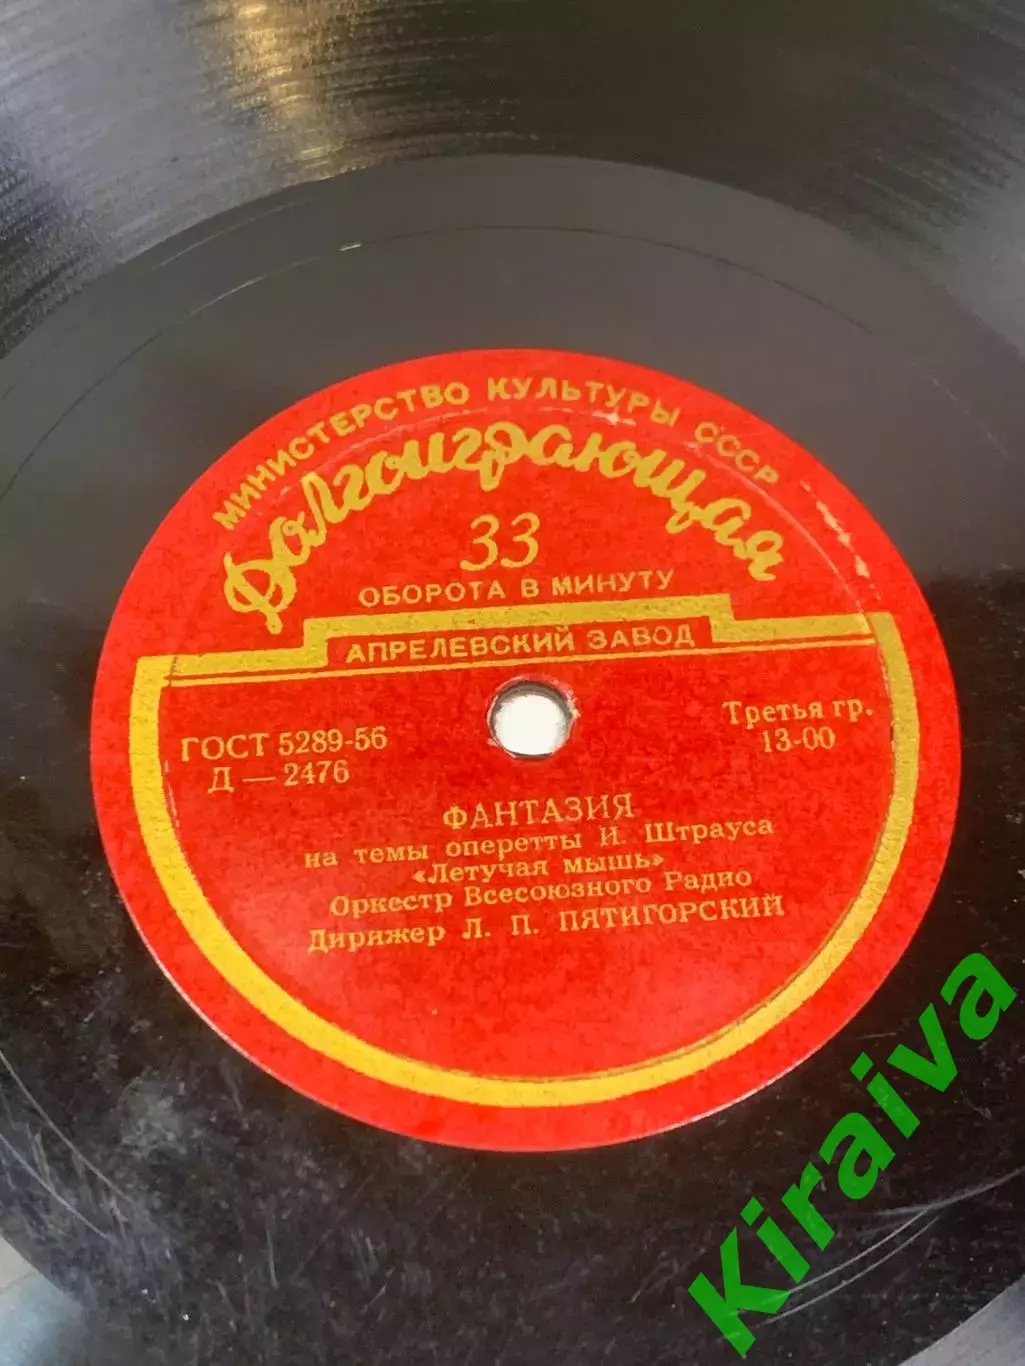 МИНИСТЕРСТВО КУЛЬТУРЫ СССР
Долгоиграющая
33
ОБОРОТА В МИНУТУ
АПРЕЛЕВСКИЙ ЗАВОД
ГОСТ 5289-56
Д — 2476
Третья гр.
13-00
ФАНТАЗИЯ
на темы оперетты И. Штрауса
«Летучая мышь»
Оркестр Всесоюзного Радио
Дирижер Л. П. ПЯТИГОРСКИЙ
Kiraiva